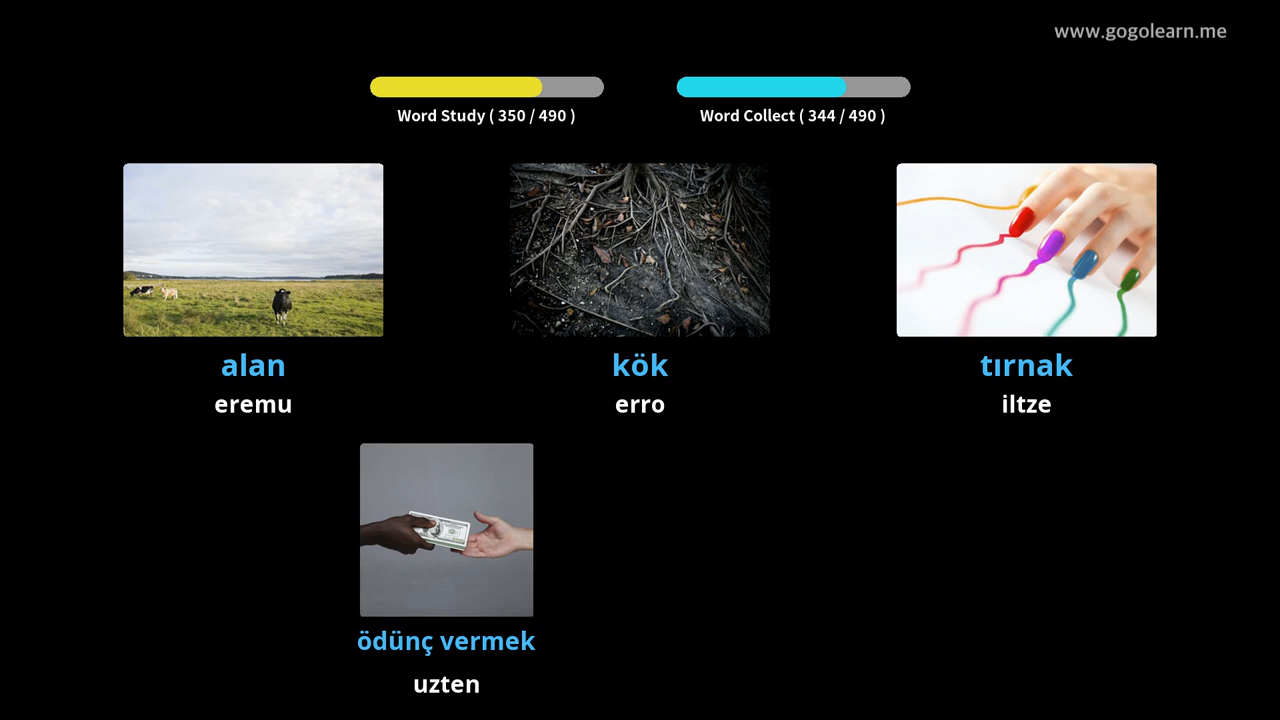 www.gogolearn.me
Word Study ( 350 / 490 )
Word Collect ( 344 / 490 )
alan
eremu
kök
erro
tırnak
iltze
ödünç vermek
uzten